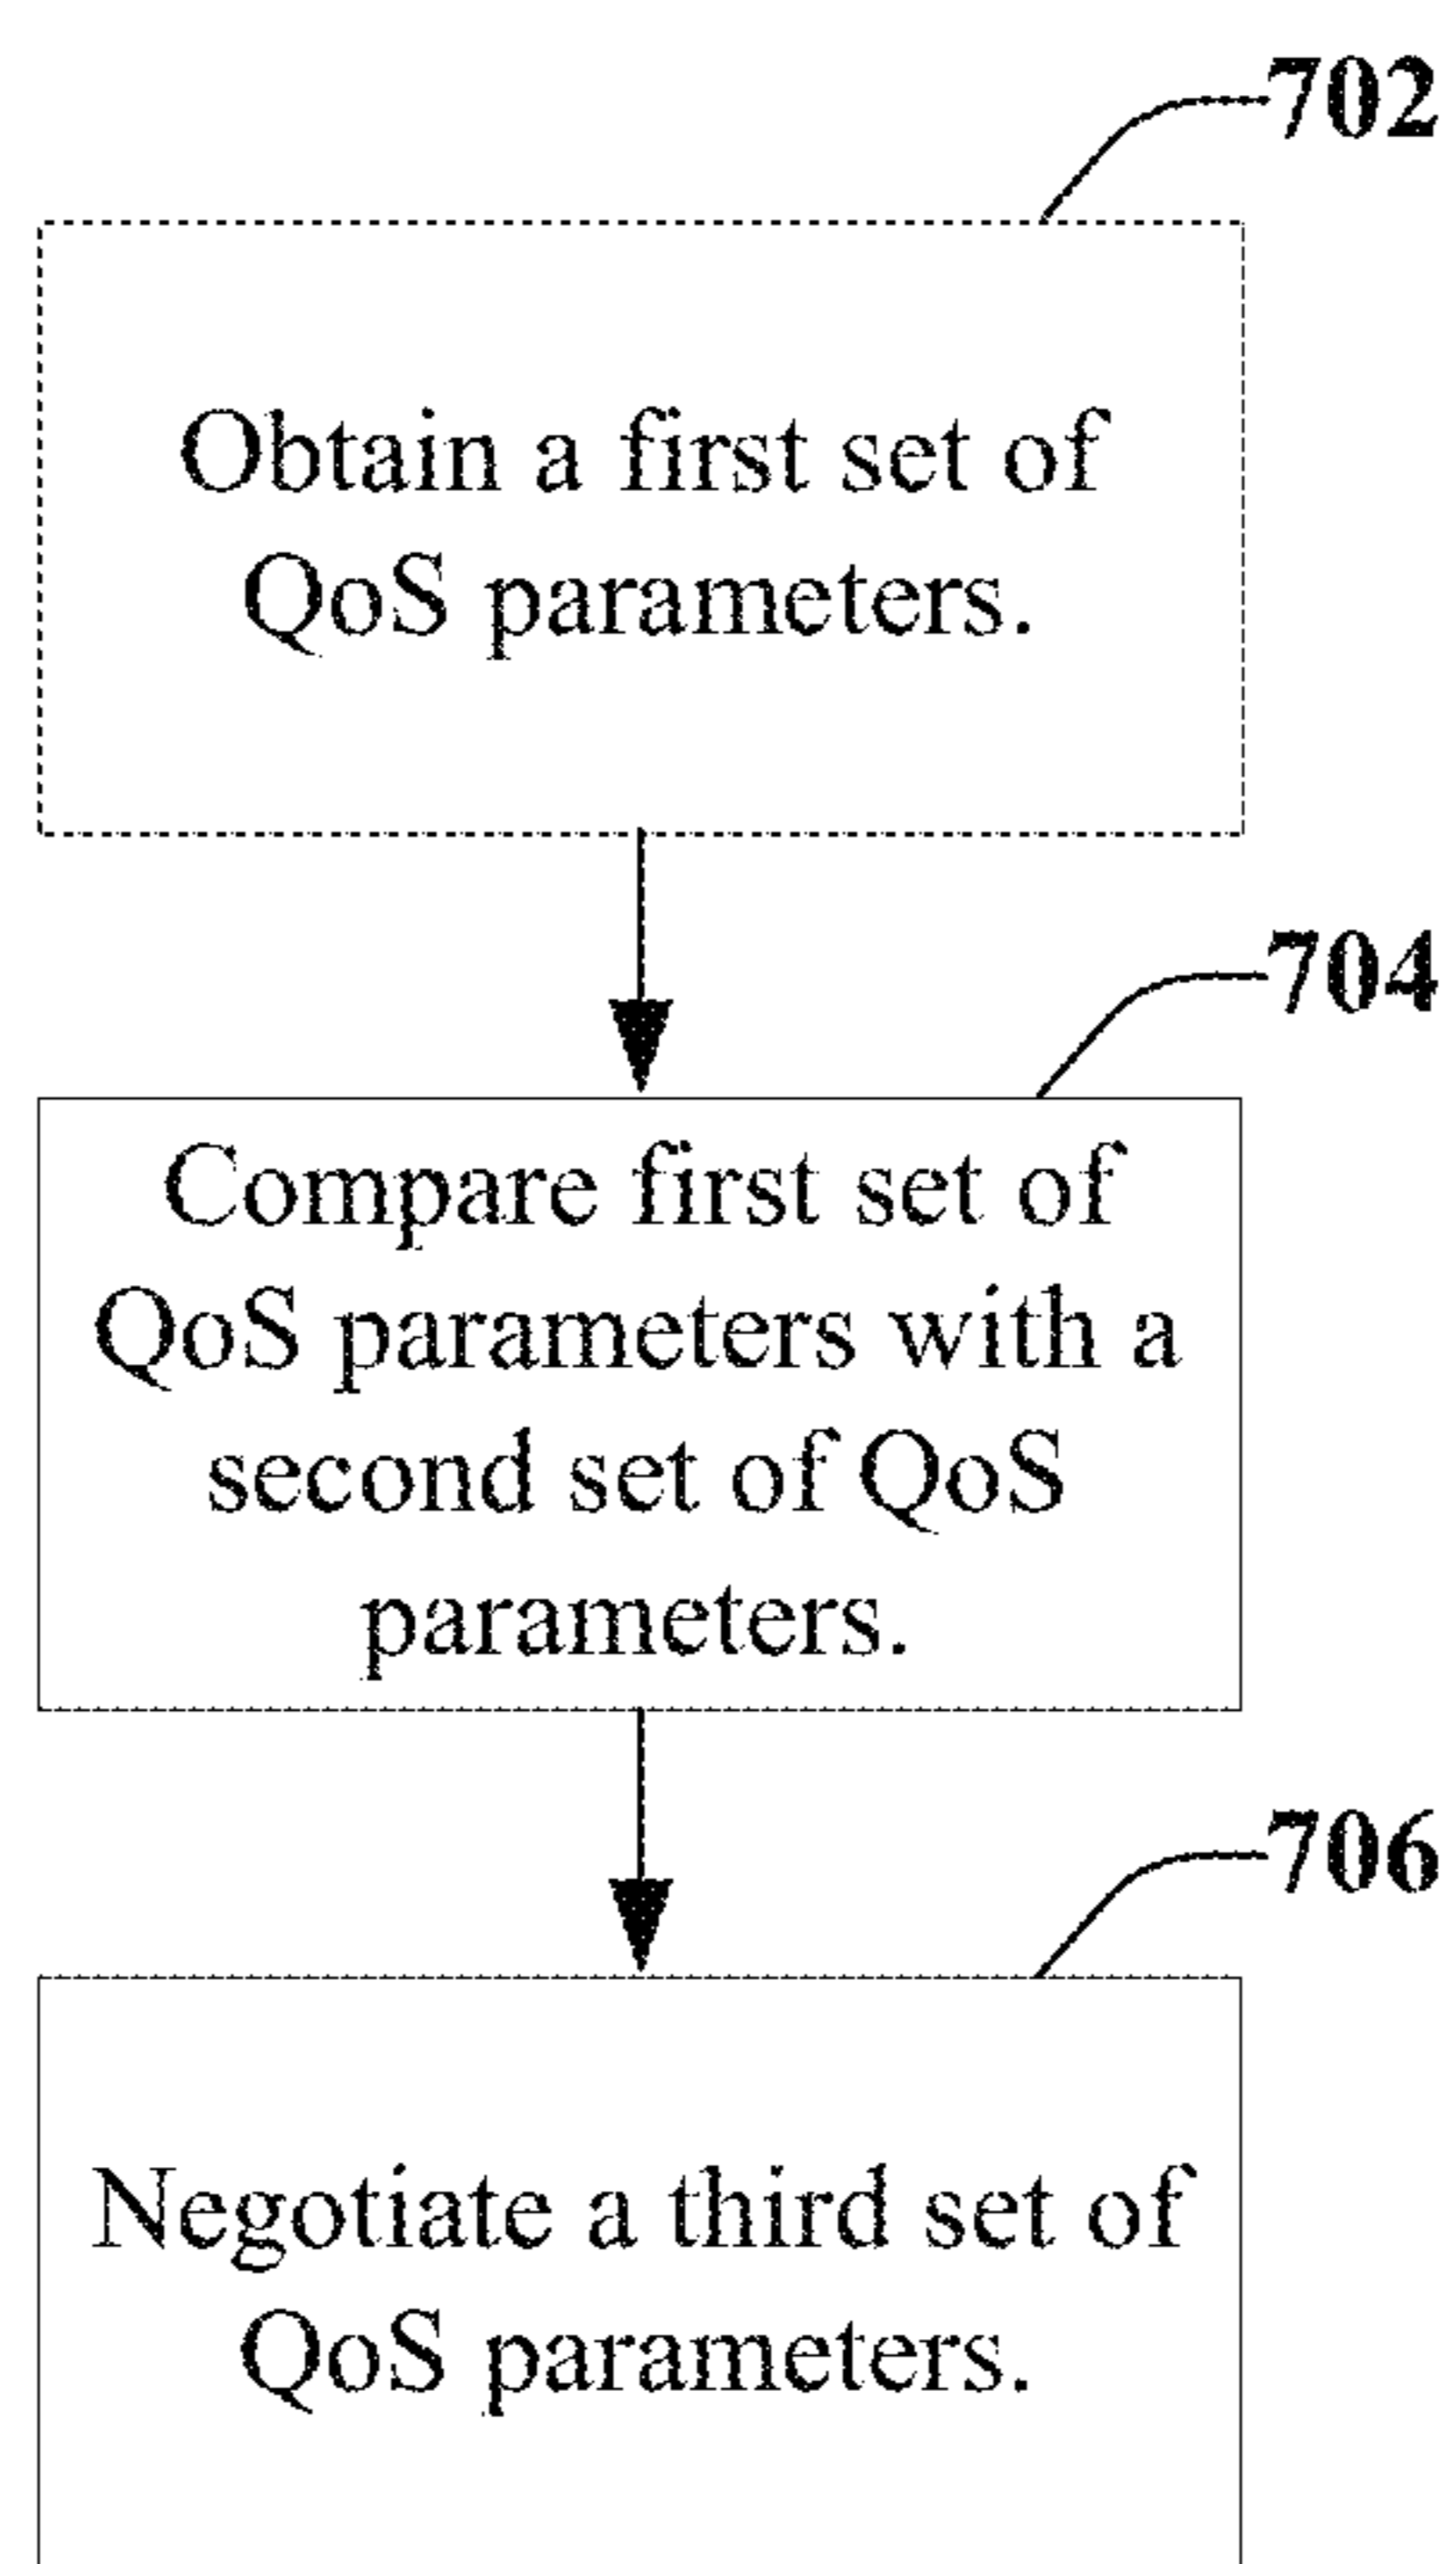 702
Obtain a first set of
QoS parameters.
704
Compare first set of
QoS parameters with a
second set of QoS
parameters.
706
Negotiate a third set of
QoS parameters.